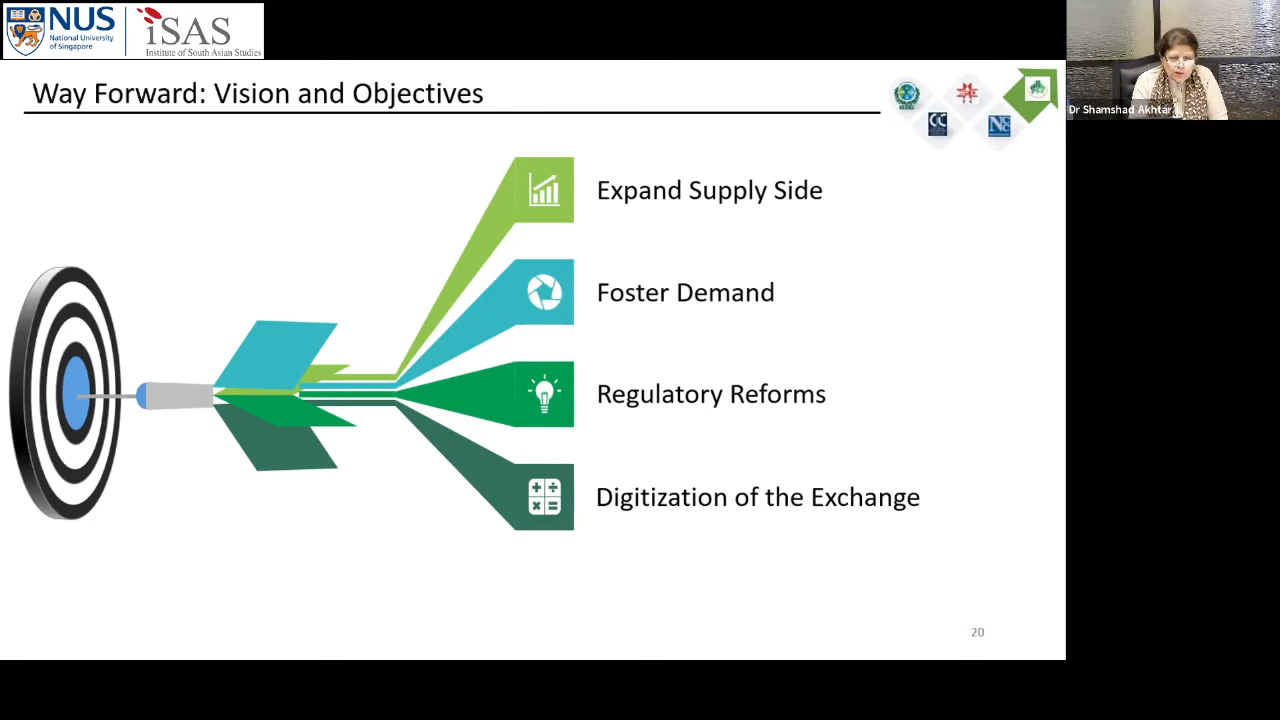 NUS
National University
of Singapore
iSAS
Institute of South Asian Studies
Way Forward: Vision and Objectives
Dr Shamshad Akhtar
Expand Supply Side
Foster Demand
Regulatory Reforms
Digitization of the Exchange
20